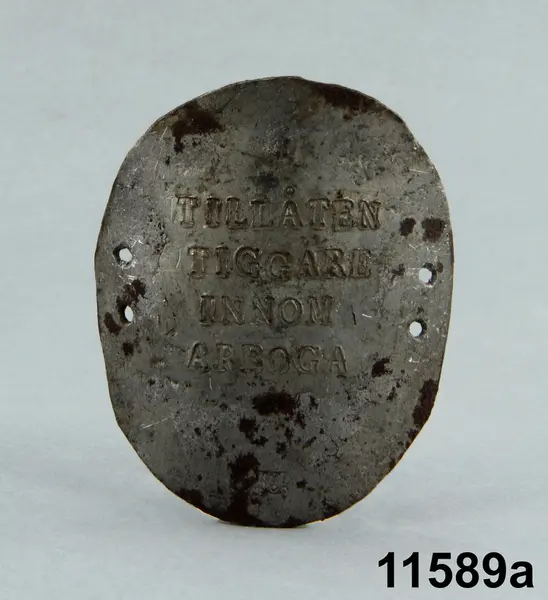 TILLÅTEN
TIGGARE
INNOM
ARBOGA
11589a